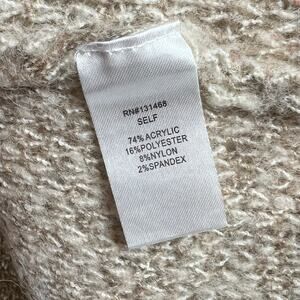 RN#131468
SELF
74%ACRYLIC
16%POLYESTER
8%NYLON
2%SPANDEX